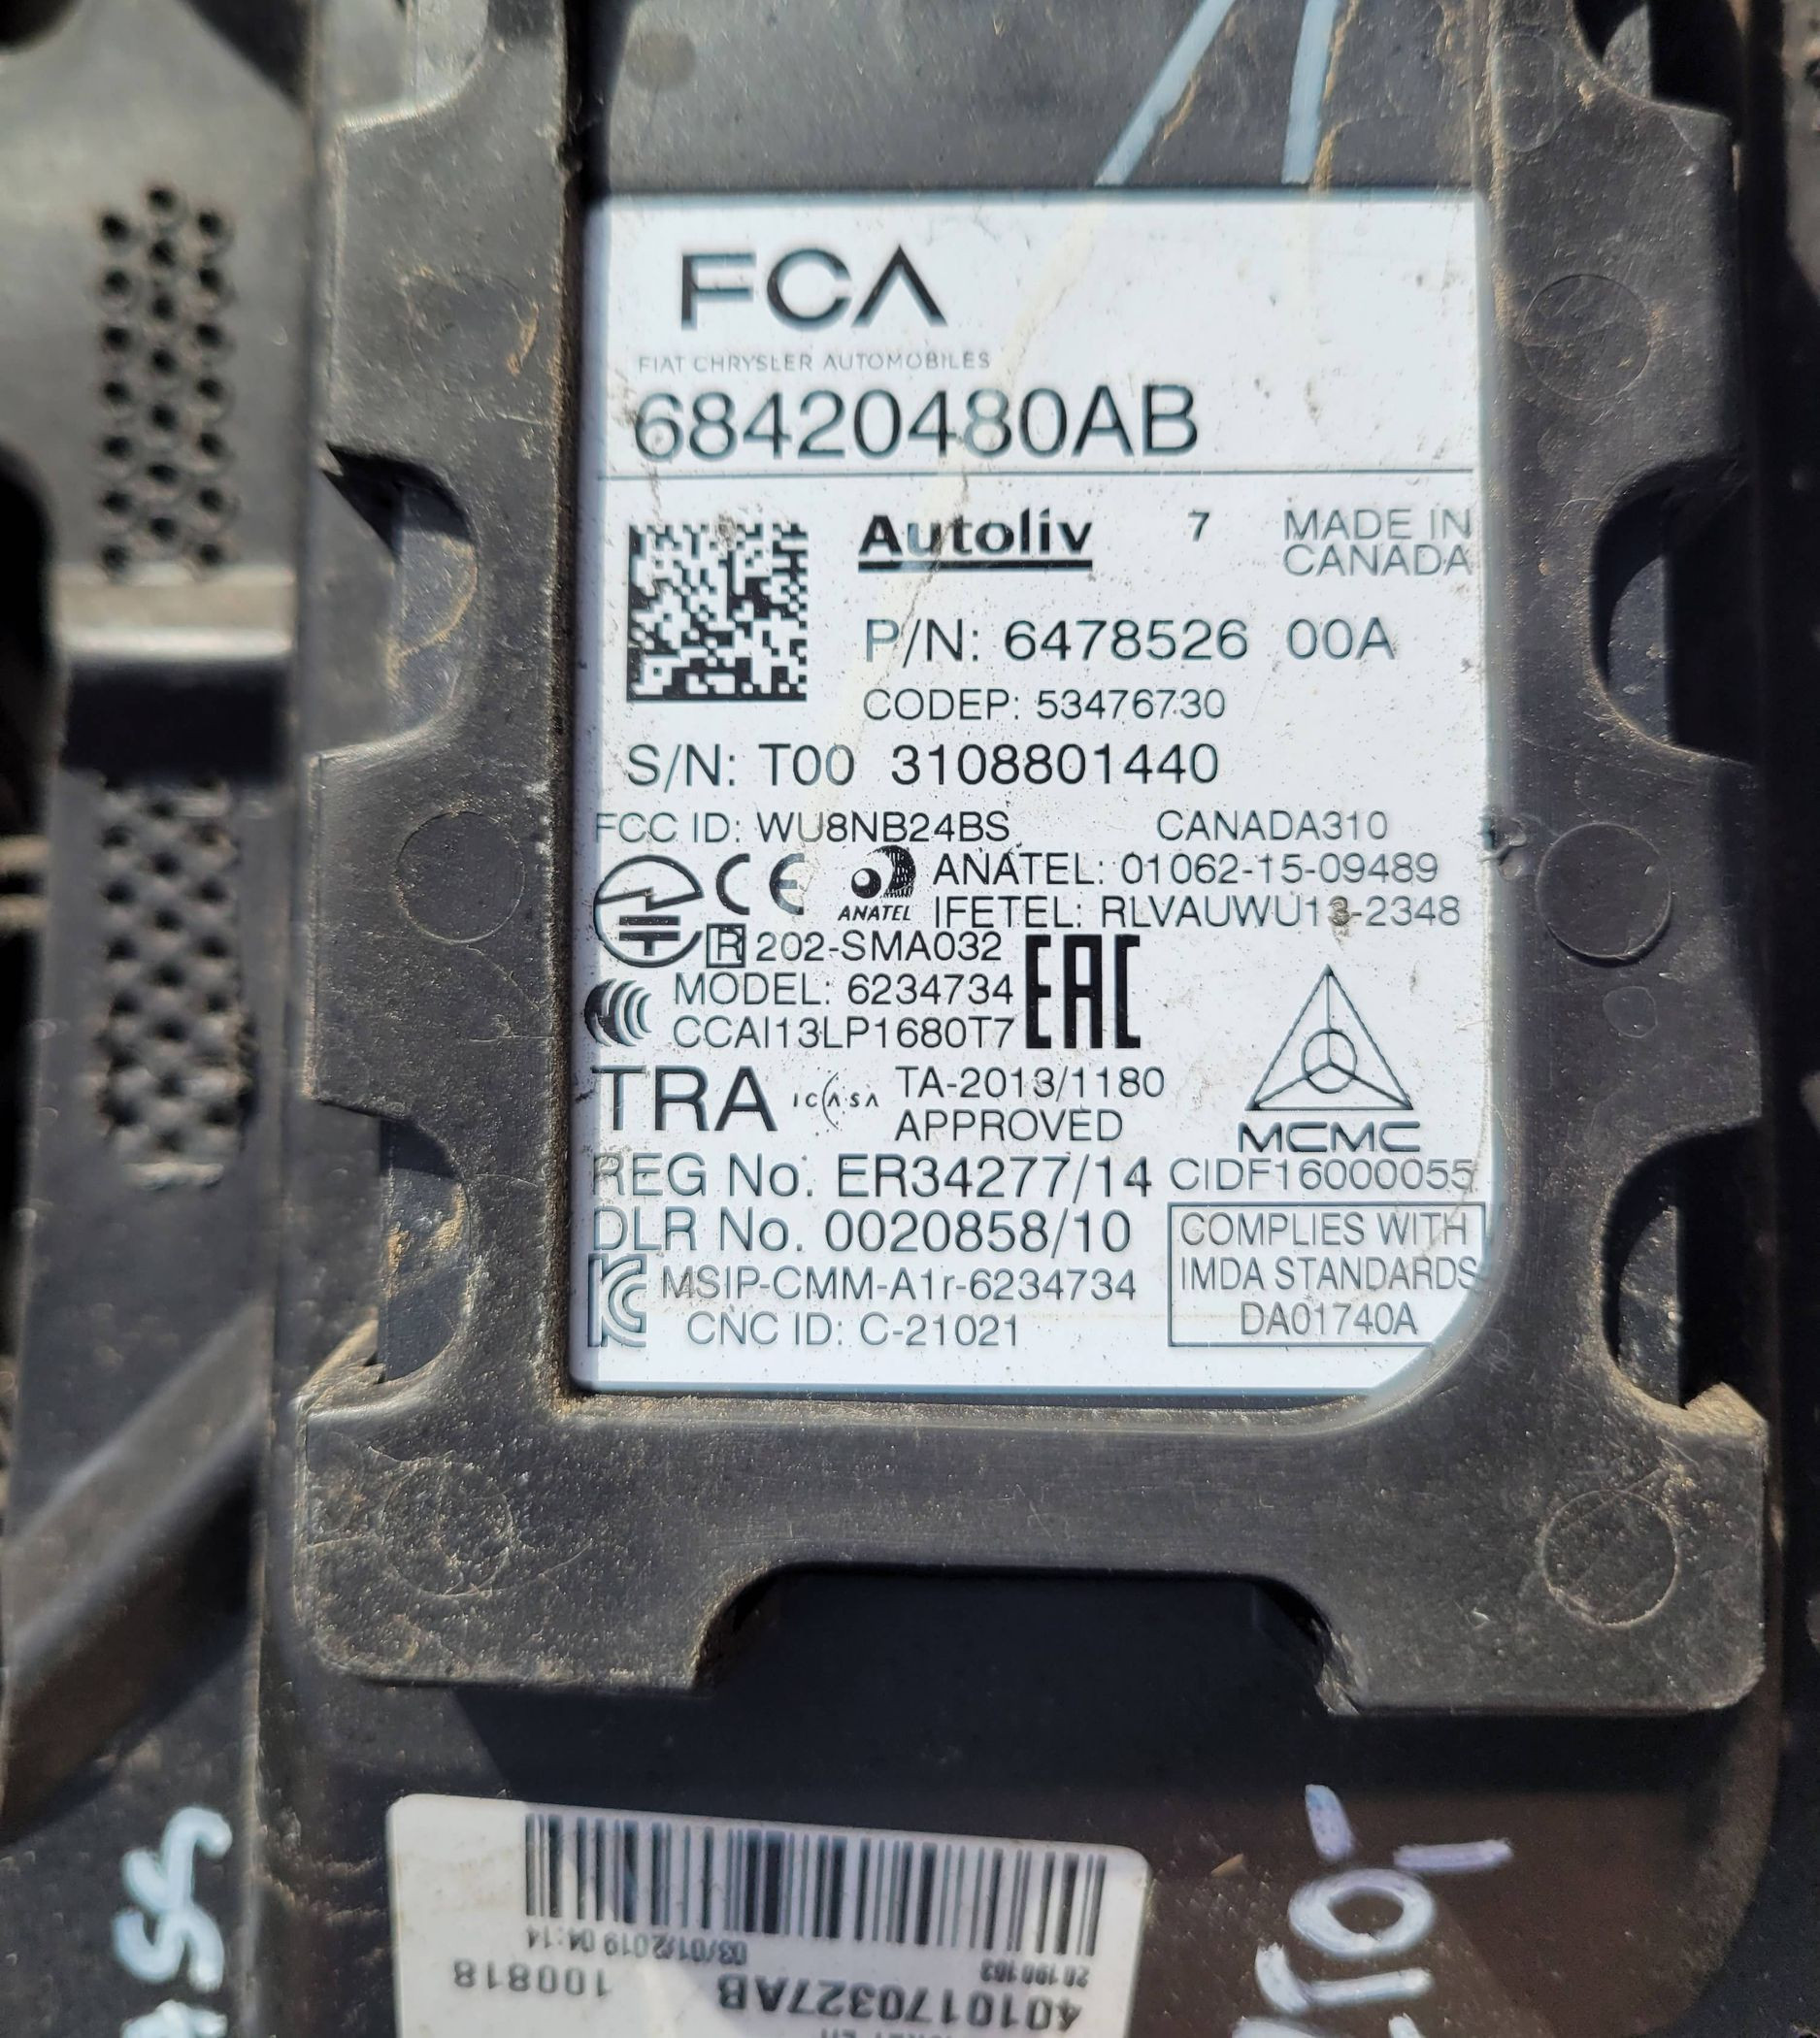 FCA
FIAT CHRYSLER AUTOMOBILES
68420480AB
Autoliv 7 MADE IN
CANADA
P/N: 6478526 00A
CODEP: 53476730
S/N: T00 3108801440
FCC ID: WU8NB24BS CANADA310
CE ANATEL: 01062-15-09489
ANATEL IFETEL: RLVAUWU13-2348
R 202-SMA032
EAC
MODEL: 6234734
CCAI13LP1680T7
TRA ICASA TA-2013/1180
APPROVED
MCMC
REG No. ER34277/14 CIDF16000055
DLR No. 0020858/10
COMPLIES WITH
IMDA STANDARDS
DA01740A
MSIP-CMM-A1r-6234734
CNC ID: C-21021
4010170327AB 100818
03/01/2019 04:14